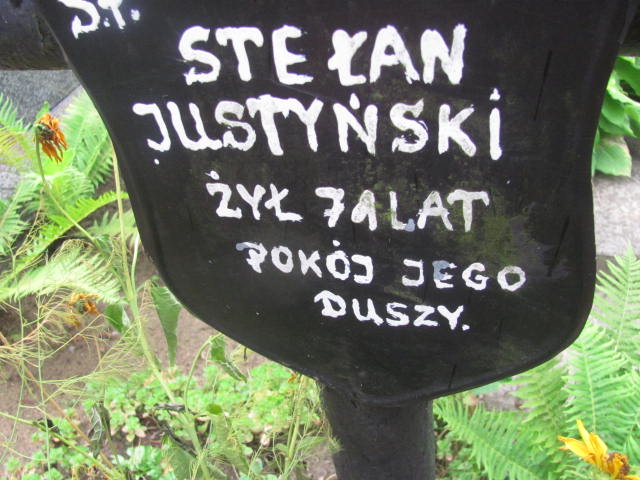 Ś.P.
STEŁAN
JUSTYŃSKI
ŻYŁ 71 LAT
POKÓJ JEGO
DUSZY.